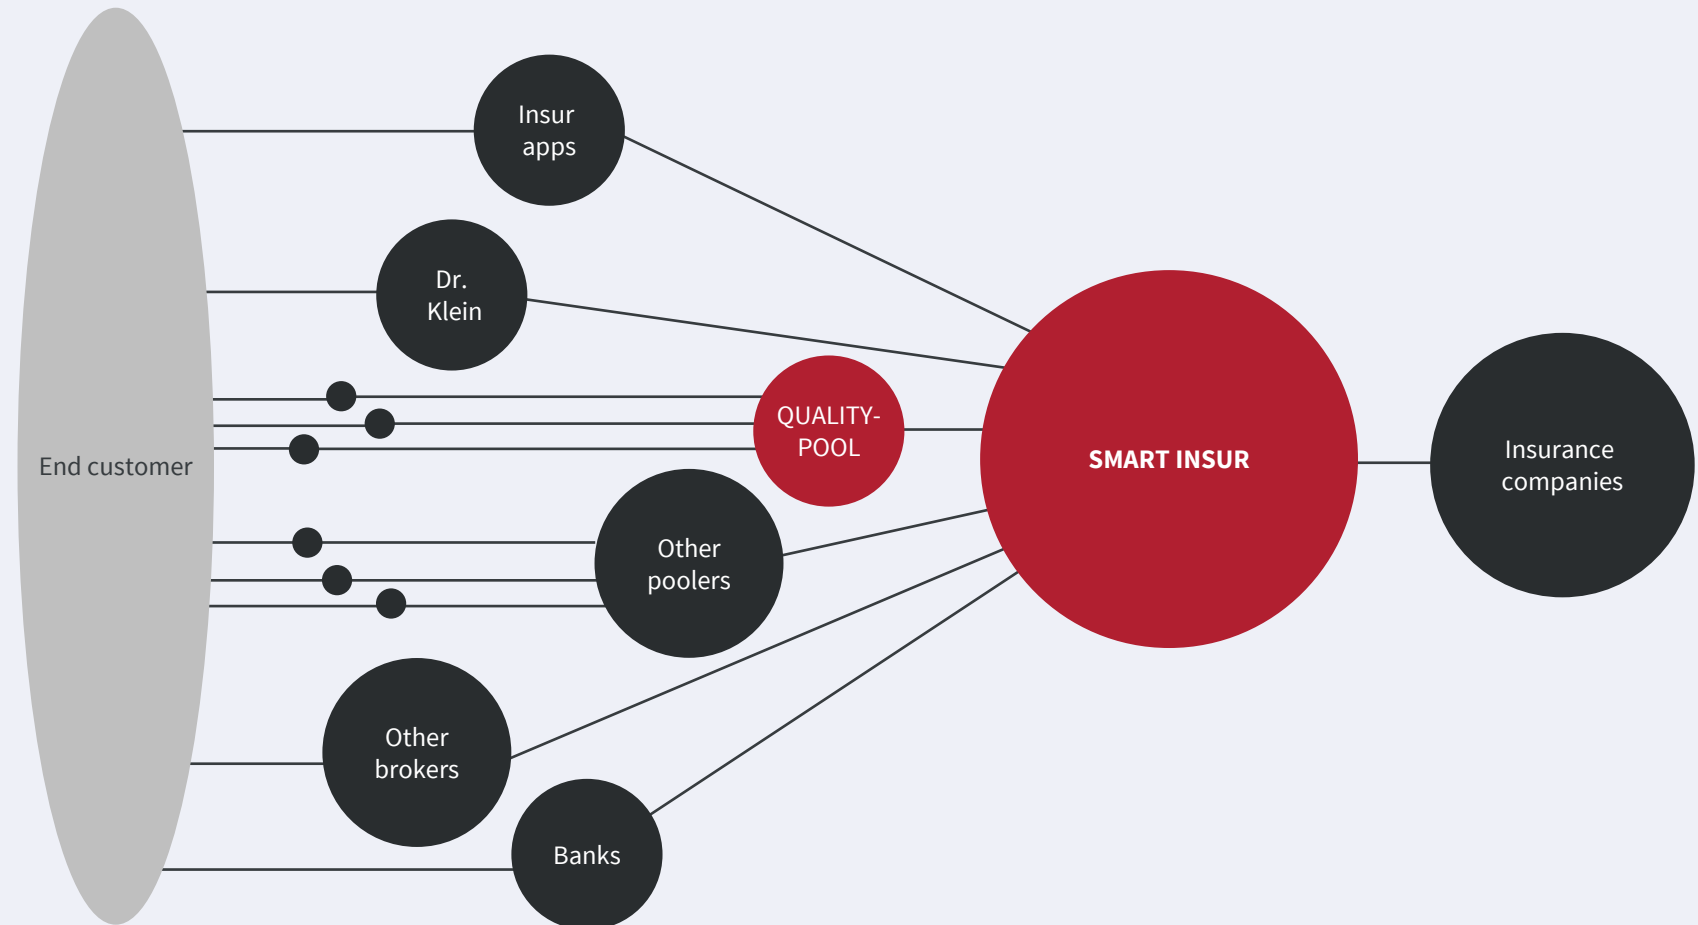 Insur
apps
Dr.
Klein
QUALITY-
POOL
End customer
SMART INSUR
Insurance
companies
Other
poolers
Other
brokers
Banks